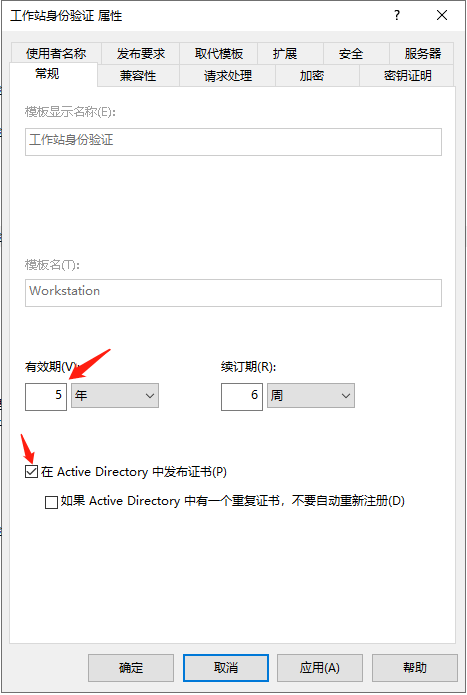 工作站身份验证 属性
?
使用者名称 发布要求 取代模板 扩展 安全 服务器
常规 兼容性 请求处理 加密 密钥证明
模板显示名称(E):
工作站身份验证
模板名(T):
Workstation
有效期(V): 续订期(R):
5 年 6 周
在 Active Directory 中发布证书(P)
如果 Active Directory 中有一个重复证书，不要自动重新注册(D)
确定 取消 应用(A) 帮助